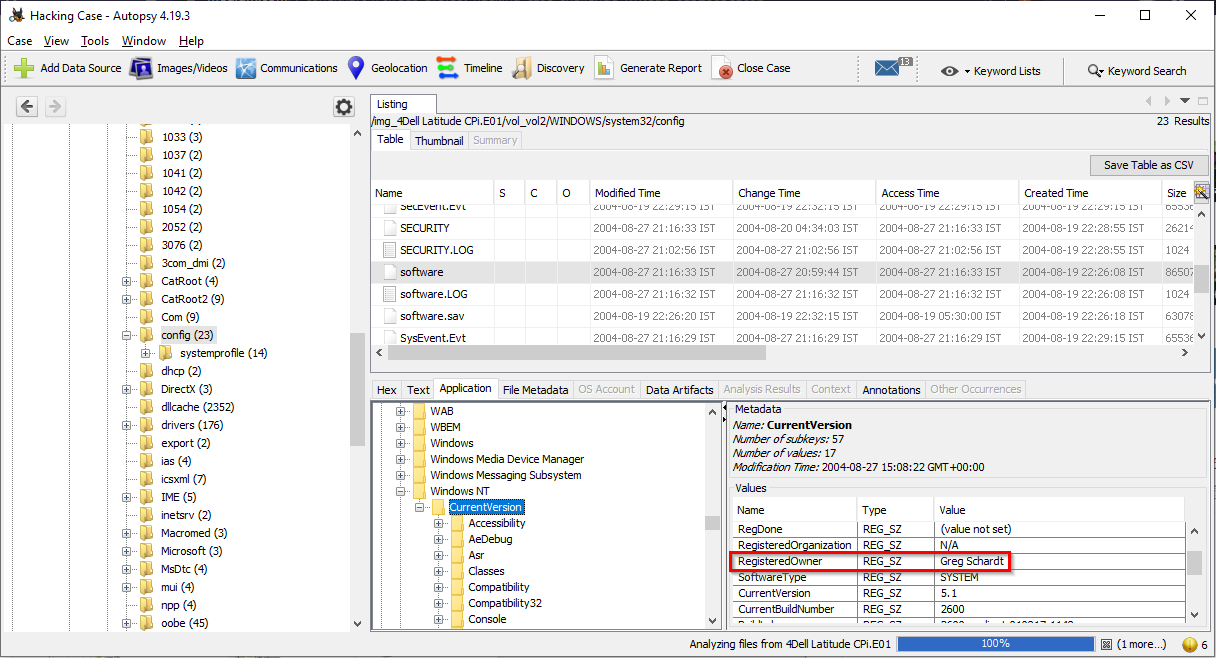 Hacking Case - Autopsy 4.19.3
Case View Tools Window Help
Add Data Source Images/Videos Communications Geolocation Timeline Discovery Generate Report Close Case 13 Keyword Lists Keyword Search
Listing
/img_4Dell Latitude CPi.E01/vol_vol2/WINDOWS/system32/config 23 Results
Table Thumbnail Summary
Save Table as CSV
Name S C O Modified Time Change Time Access Time Created Time Size
SecEvent.Evt 2004-08-19 22:29:15 IST 2004-08-19 22:32:15 IST 2004-08-19 22:29:15 IST 2004-08-19 22:29:15 IST 65536
SECURITY 2004-08-27 21:16:33 IST 2004-08-20 04:34:03 IST 2004-08-27 21:16:33 IST 2004-08-19 22:28:55 IST 26214
SECURITY.LOG 2004-08-27 21:02:56 IST 2004-08-27 21:02:56 IST 2004-08-27 21:02:56 IST 2004-08-19 22:28:55 IST 1024
software 2004-08-27 21:16:33 IST 2004-08-27 20:59:44 IST 2004-08-27 21:16:33 IST 2004-08-19 22:26:08 IST 86507
software.LOG 2004-08-27 21:16:32 IST 2004-08-27 21:16:32 IST 2004-08-27 21:16:32 IST 2004-08-19 22:26:08 IST 1024
software.sav 2004-08-19 22:26:20 IST 2004-08-19 22:32:15 IST 2004-08-19 05:30:00 IST 2004-08-19 22:26:18 IST 63078
SysEvent.Evt 2004-08-27 21:16:29 IST 2004-08-27 21:16:29 IST 2004-08-27 21:16:29 IST 2004-08-19 22:29:15 IST 65536
1033 (3)
1037 (2)
1041 (2)
1042 (2)
1054 (2)
2052 (2)
3076 (2)
3com_dmi (2)
CatRoot (4)
CatRoot2 (9)
Com (9)
config (23)
systemprofile (14)
dhcp (2)
DirectX (3)
dllcache (2352)
drivers (176)
export (2)
ias (4)
icsxml (7)
IME (5)
inetsrv (2)
Macromed (3)
Microsoft (3)
MsDtc (4)
mui (4)
npp (4)
oobe (45)
Hex Text Application File Metadata OS Account Data Artifacts Analysis Results Context Annotations Other Occurrences
WAB
WBEM
Windows
Windows Media Device Manager
Windows Messaging Subsystem
Windows NT
CurrentVersion
Accessibility
AeDebug
Asr
Classes
Compatibility
Compatibility32
Console
Metadata
Name: CurrentVersion
Number of subkeys: 57
Number of values: 17
Modification Time: 2004-08-27 15:08:22 GMT+00:00
Values
Name Type Value
RegDone REG_SZ (value not set)
RegisteredOrganization REG_SZ N/A
RegisteredOwner REG_SZ Greg Schardt
SoftwareType REG_SZ SYSTEM
CurrentVersion REG_SZ 5.1
CurrentBuildNumber REG_SZ 2600
Analyzing files from 4Dell Latitude CPi.E01 100% (1 more...) 6